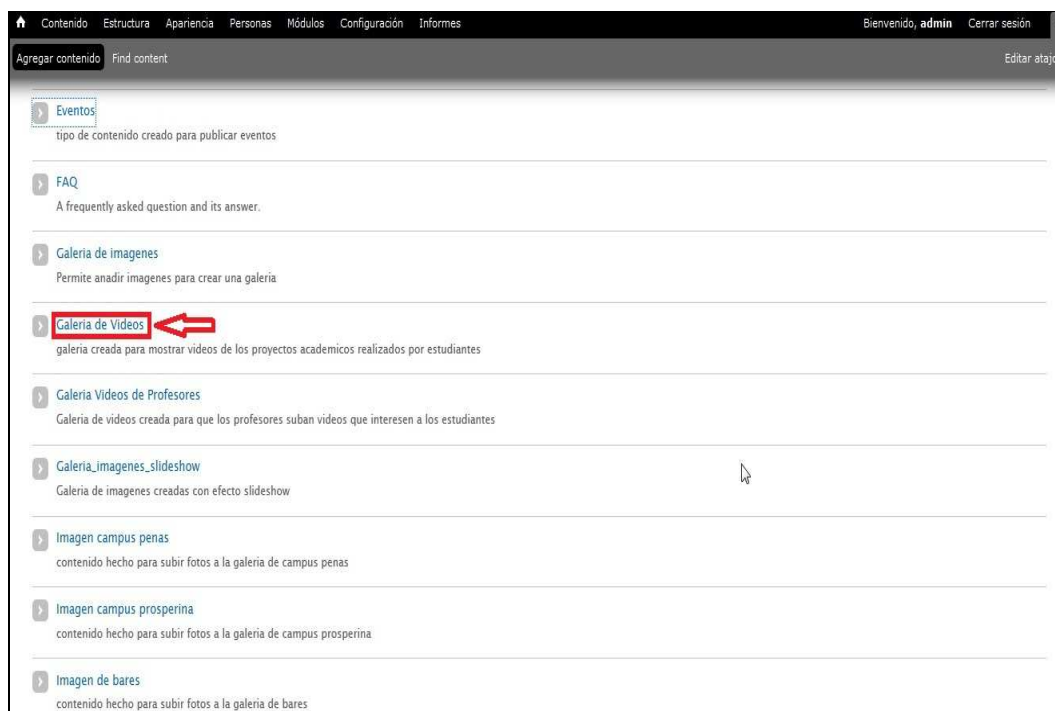 Contenido Estructura Apariencia Personas Módulos Configuración Informes Bienvenido, admin Cerrar sesión
Agregar contenido Find content Editar atajo
Eventos
tipo de contenido creado para publicar eventos
FAQ
A frequently asked question and its answer.
Galeria de imagenes
Permite anadir imagenes para crear una galeria
Galeria de Videos
galeria creada para mostrar videos de los proyectos academicos realizados por estudiantes
Galeria Videos de Profesores
Galeria de videos creada para que los profesores suban videos que interesen a los estudiantes
Galeria_imagenes_slideshow
Galeria de imagenes creadas con efecto slideshow
Imagen campus penas
contenido hecho para subir fotos a la galeria de campus penas
Imagen campus prosperina
contenido hecho para subir fotos a la galeria de campus prosperina
Imagen de bares
contenido hecho para subir fotos a la galeria de bares